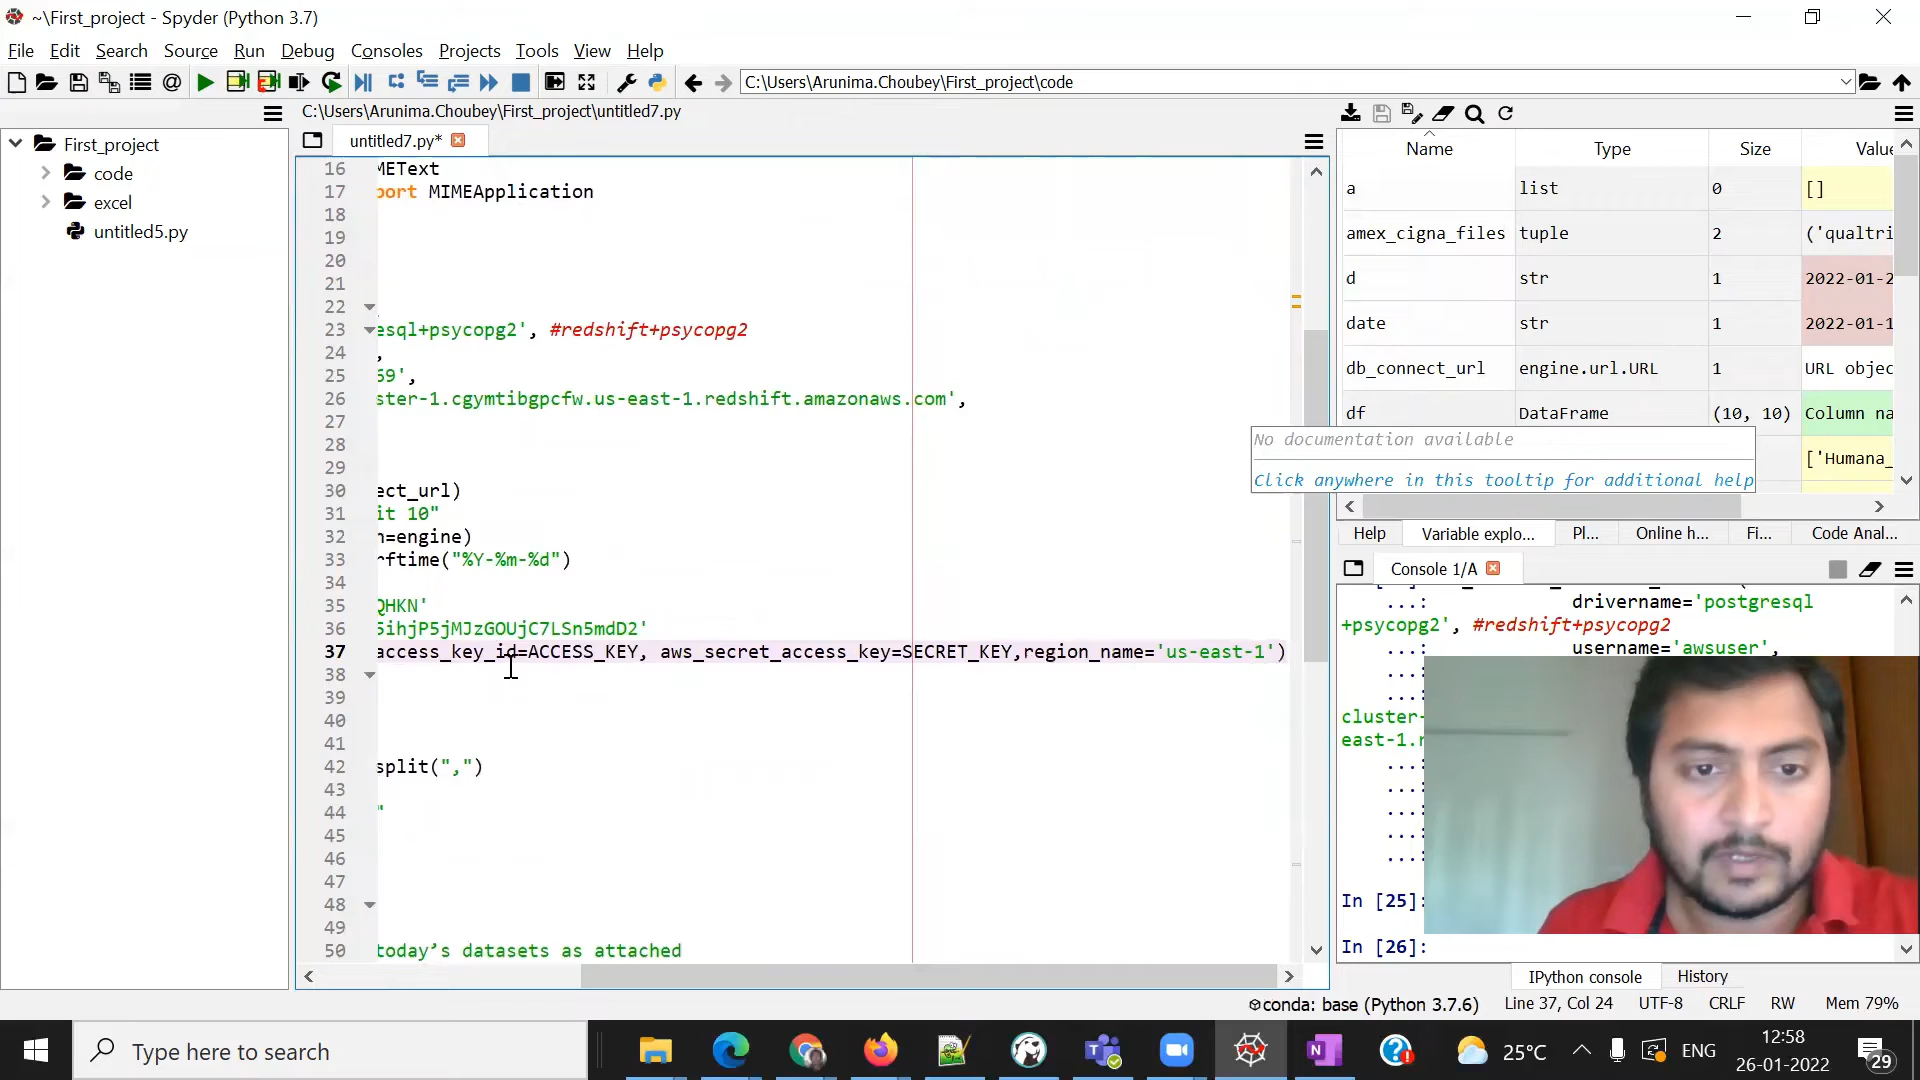 ~\First_project - Spyder (Python 3.7)
File Edit Search Source Run Debug Consoles Projects Tools View Help
C:\Users\Arunima.Choubey\First_project\code
C:\Users\Arunima.Choubey\First_project\untitled7.py
First_project
code
excel
untitled5.py
untitled7.py*
16 METext
17 port MIMEApplication
18
19
20
21
22
23 esql+psycopg2', #redshift+psycopg2
24 ,
25 69',
26 ster-1.cgymtibgpcfw.us-east-1.redshift.amazonaws.com',
27
28
29
30 ect_url)
31 it 10"
32 n=engine)
33 rftime("%Y-%m-%d")
34
35 QHKN'
36 5ihjP5jMJzGOUjC7LSn5mdD2'
37 access_key_id=ACCESS_KEY, aws_secret_access_key=SECRET_KEY,region_name='us-east-1')
38
39
40
41
42 split(",")
43
44 "
45
46
47
48
49
50 today’s datasets as attached
Name Type Size Value
a list 0 []
amex_cigna_files tuple 2 ('qualtri
d str 1 2022-01-2
date str 1 2022-01-1
db_connect_url engine.url.URL 1 URL objec
df DataFrame (10, 10) Column na
['Humana_
No documentation available
Click anywhere in this tooltip for additional help
Help Variable explo... Pl... Online h... Fi... Code Anal...
Console 1/A
...: drivername='postgresql
+psycopg2', #redshift+psycopg2
...: username='awsuser',
...:
...:
cluster-
east-1.r
...:
...:
...:
...:
...:
In [25]:
In [26]:
IPython console History
conda: base (Python 3.7.6) Line 37, Col 24 UTF-8 CRLF RW Mem 79%
Type here to search
25°C ENG
12:58
26-01-2022
29